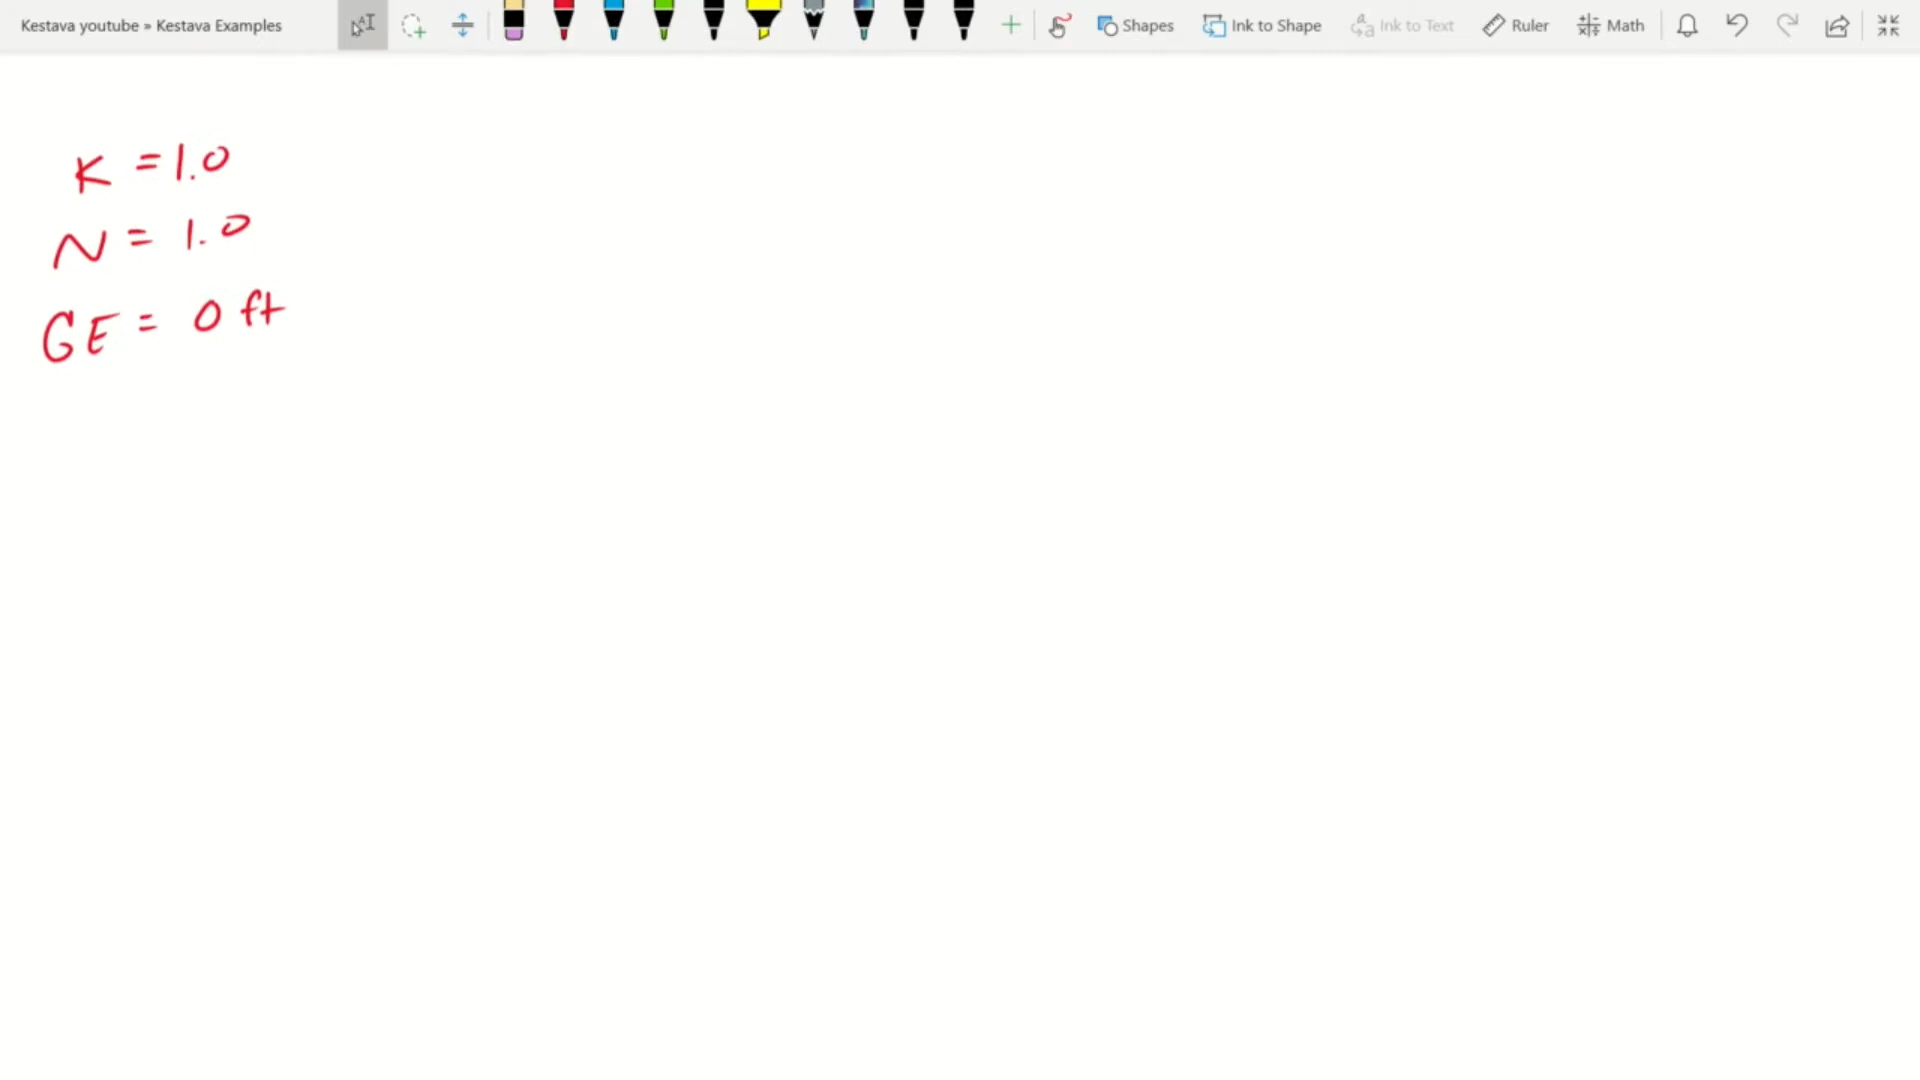 Kestava youtube » Kestava Examples Shapes Ink to Shape Ink to Text Ruler Math
K = 1.0
N = 1.0
GE = 0 ft